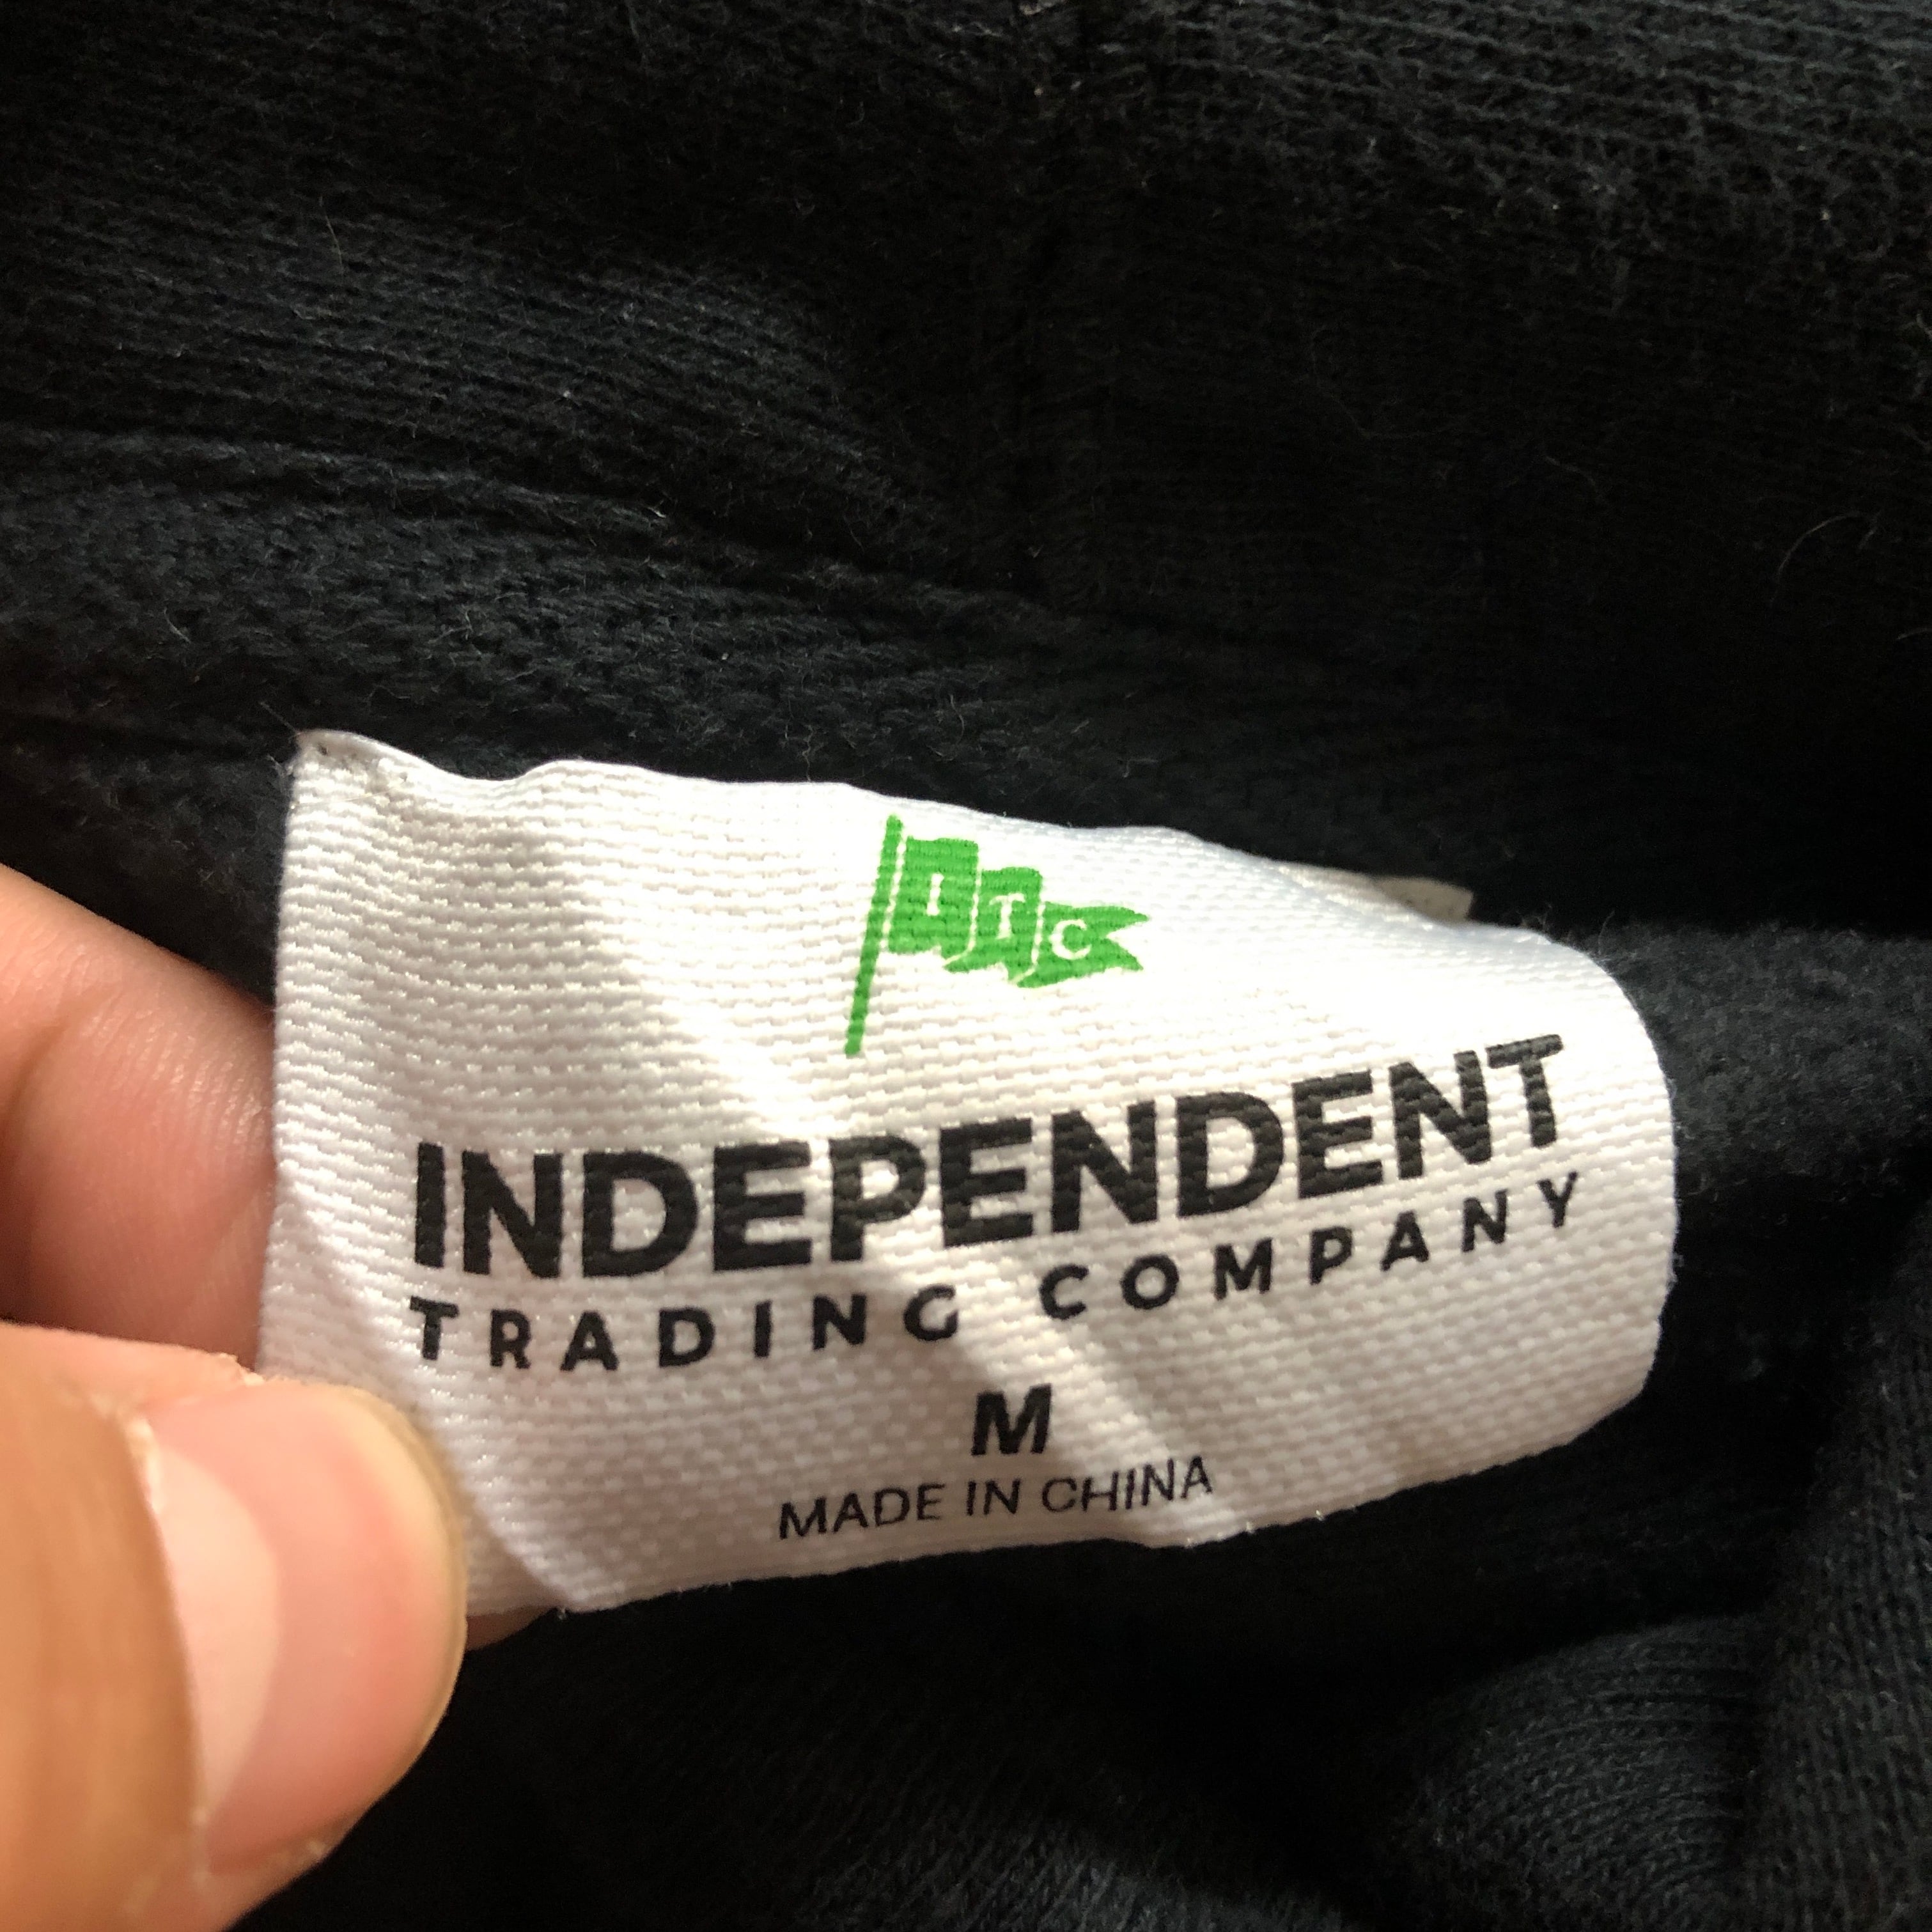 ITC
INDEPENDENT
TRADING COMPANY
M
MADE IN CHINA